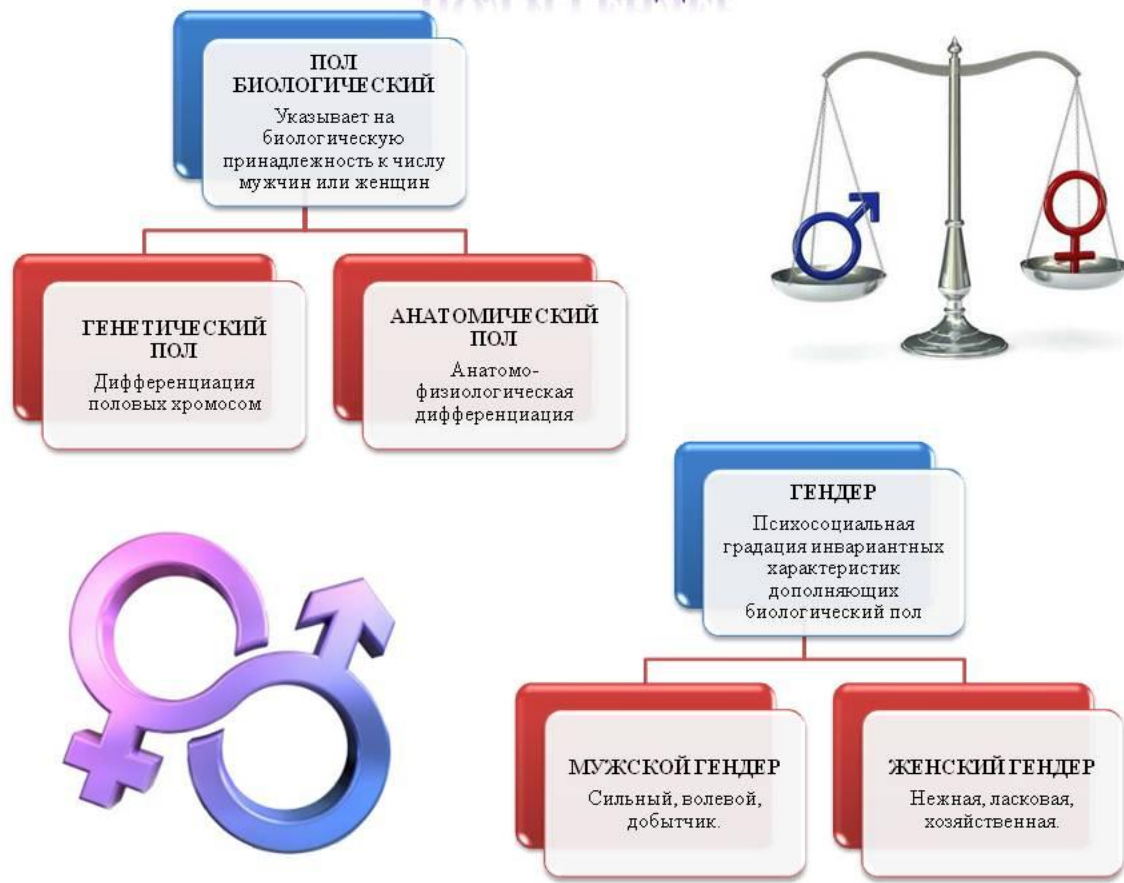 ПОЛ
БИОЛОГИЧЕСКИЙ
Указывает на
биологическую
принадлежность к числу
мужчин или женщин
ГЕНЕТИЧЕСКИЙ
ПОЛ
Дифференциация
половых хромосом
АНАТОМИЧЕСКИЙ
ПОЛ
Анатомо-
физиологическая
дифференциация
ГЕНДЕР
Психосоциальная
градация инвариантных
характеристик
дополняющих
биологический пол
МУЖСКОЙ ГЕНДЕР
Сильный, волевой,
добытчик.
ЖЕНСКИЙ ГЕНДЕР
Нежная, ласковая,
хозяйственная.